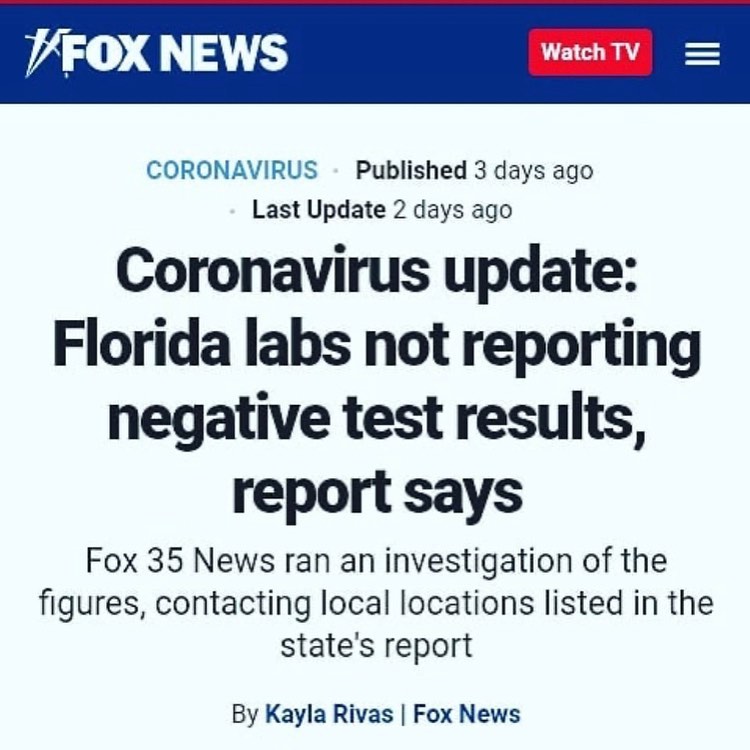 FOX NEWS
Watch TV
CORONAVIRUS · Published 3 days ago
· Last Update 2 days ago
Coronavirus update:
Florida labs not reporting
negative test results,
report says
Fox 35 News ran an investigation of the
figures, contacting local locations listed in the
state's report
By Kayla Rivas | Fox News